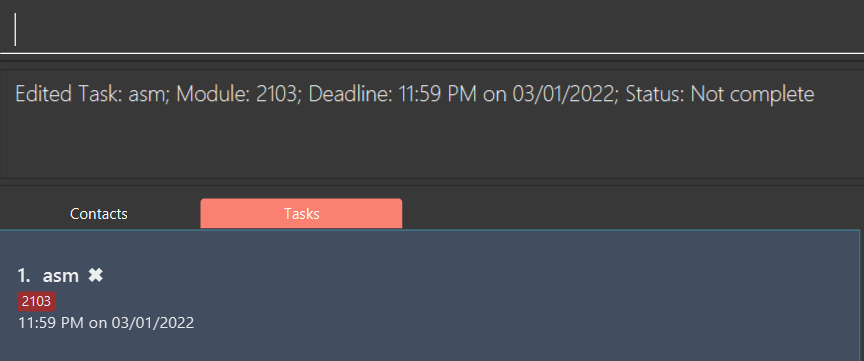 Edited Task: asm; Module: 2103; Deadline: 11:59 PM on 03/01/2022; Status: Not complete
Contacts
Tasks
1. asm ✖
2103
11:59 PM on 03/01/2022